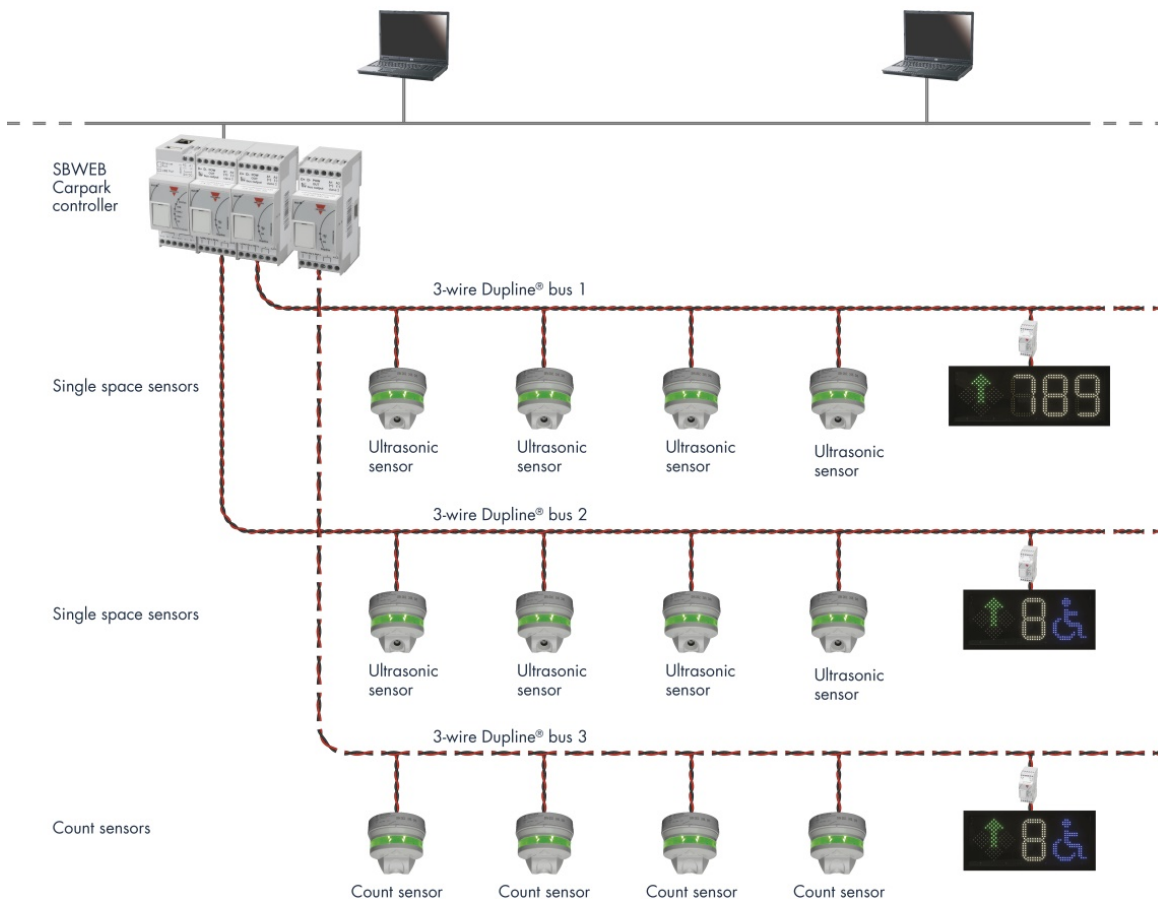 SBWEB
Carpark
controller
3-wire Dupline® bus 1
Single space sensors
789
Ultrasonic
sensor
Ultrasonic
sensor
Ultrasonic
sensor
Ultrasonic
sensor
3-wire Dupline® bus 2
Single space sensors
8
Ultrasonic
sensor
Ultrasonic
sensor
Ultrasonic
sensor
Ultrasonic
sensor
3-wire Dupline® bus 3
Count sensors
8
Count sensor
Count sensor
Count sensor
Count sensor